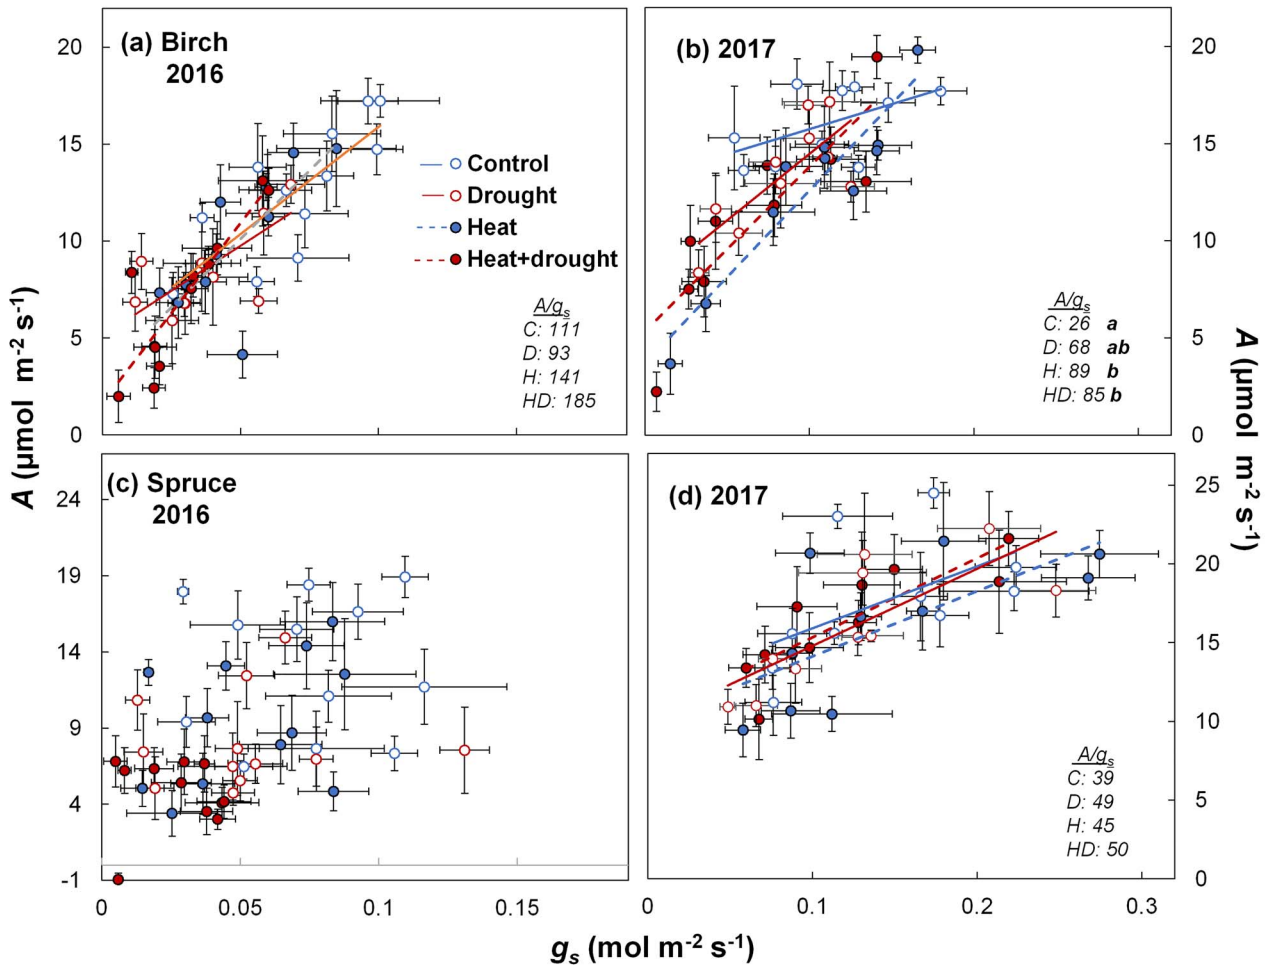 (a) Birch
2016
20
15
10
5
0
Control
Drought
Heat
Heat+drought
A/gs
C: 111
D: 93
H: 141
HD: 185
(b) 2017
20
15
10
5
0
A/gs
C: 26 a
D: 68 ab
H: 89 b
HD: 85 b
A (μmol m-2 s-1)
A (μmol m-2 s-1)
(c) Spruce
2016
24
19
14
9
4
-1
0
0.05
0.1
0.15
(d) 2017
25
20
15
10
5
0
A/gs
C: 39
D: 49
H: 45
HD: 50
0
0.1
0.2
0.3
gs (mol m-2 s-1)